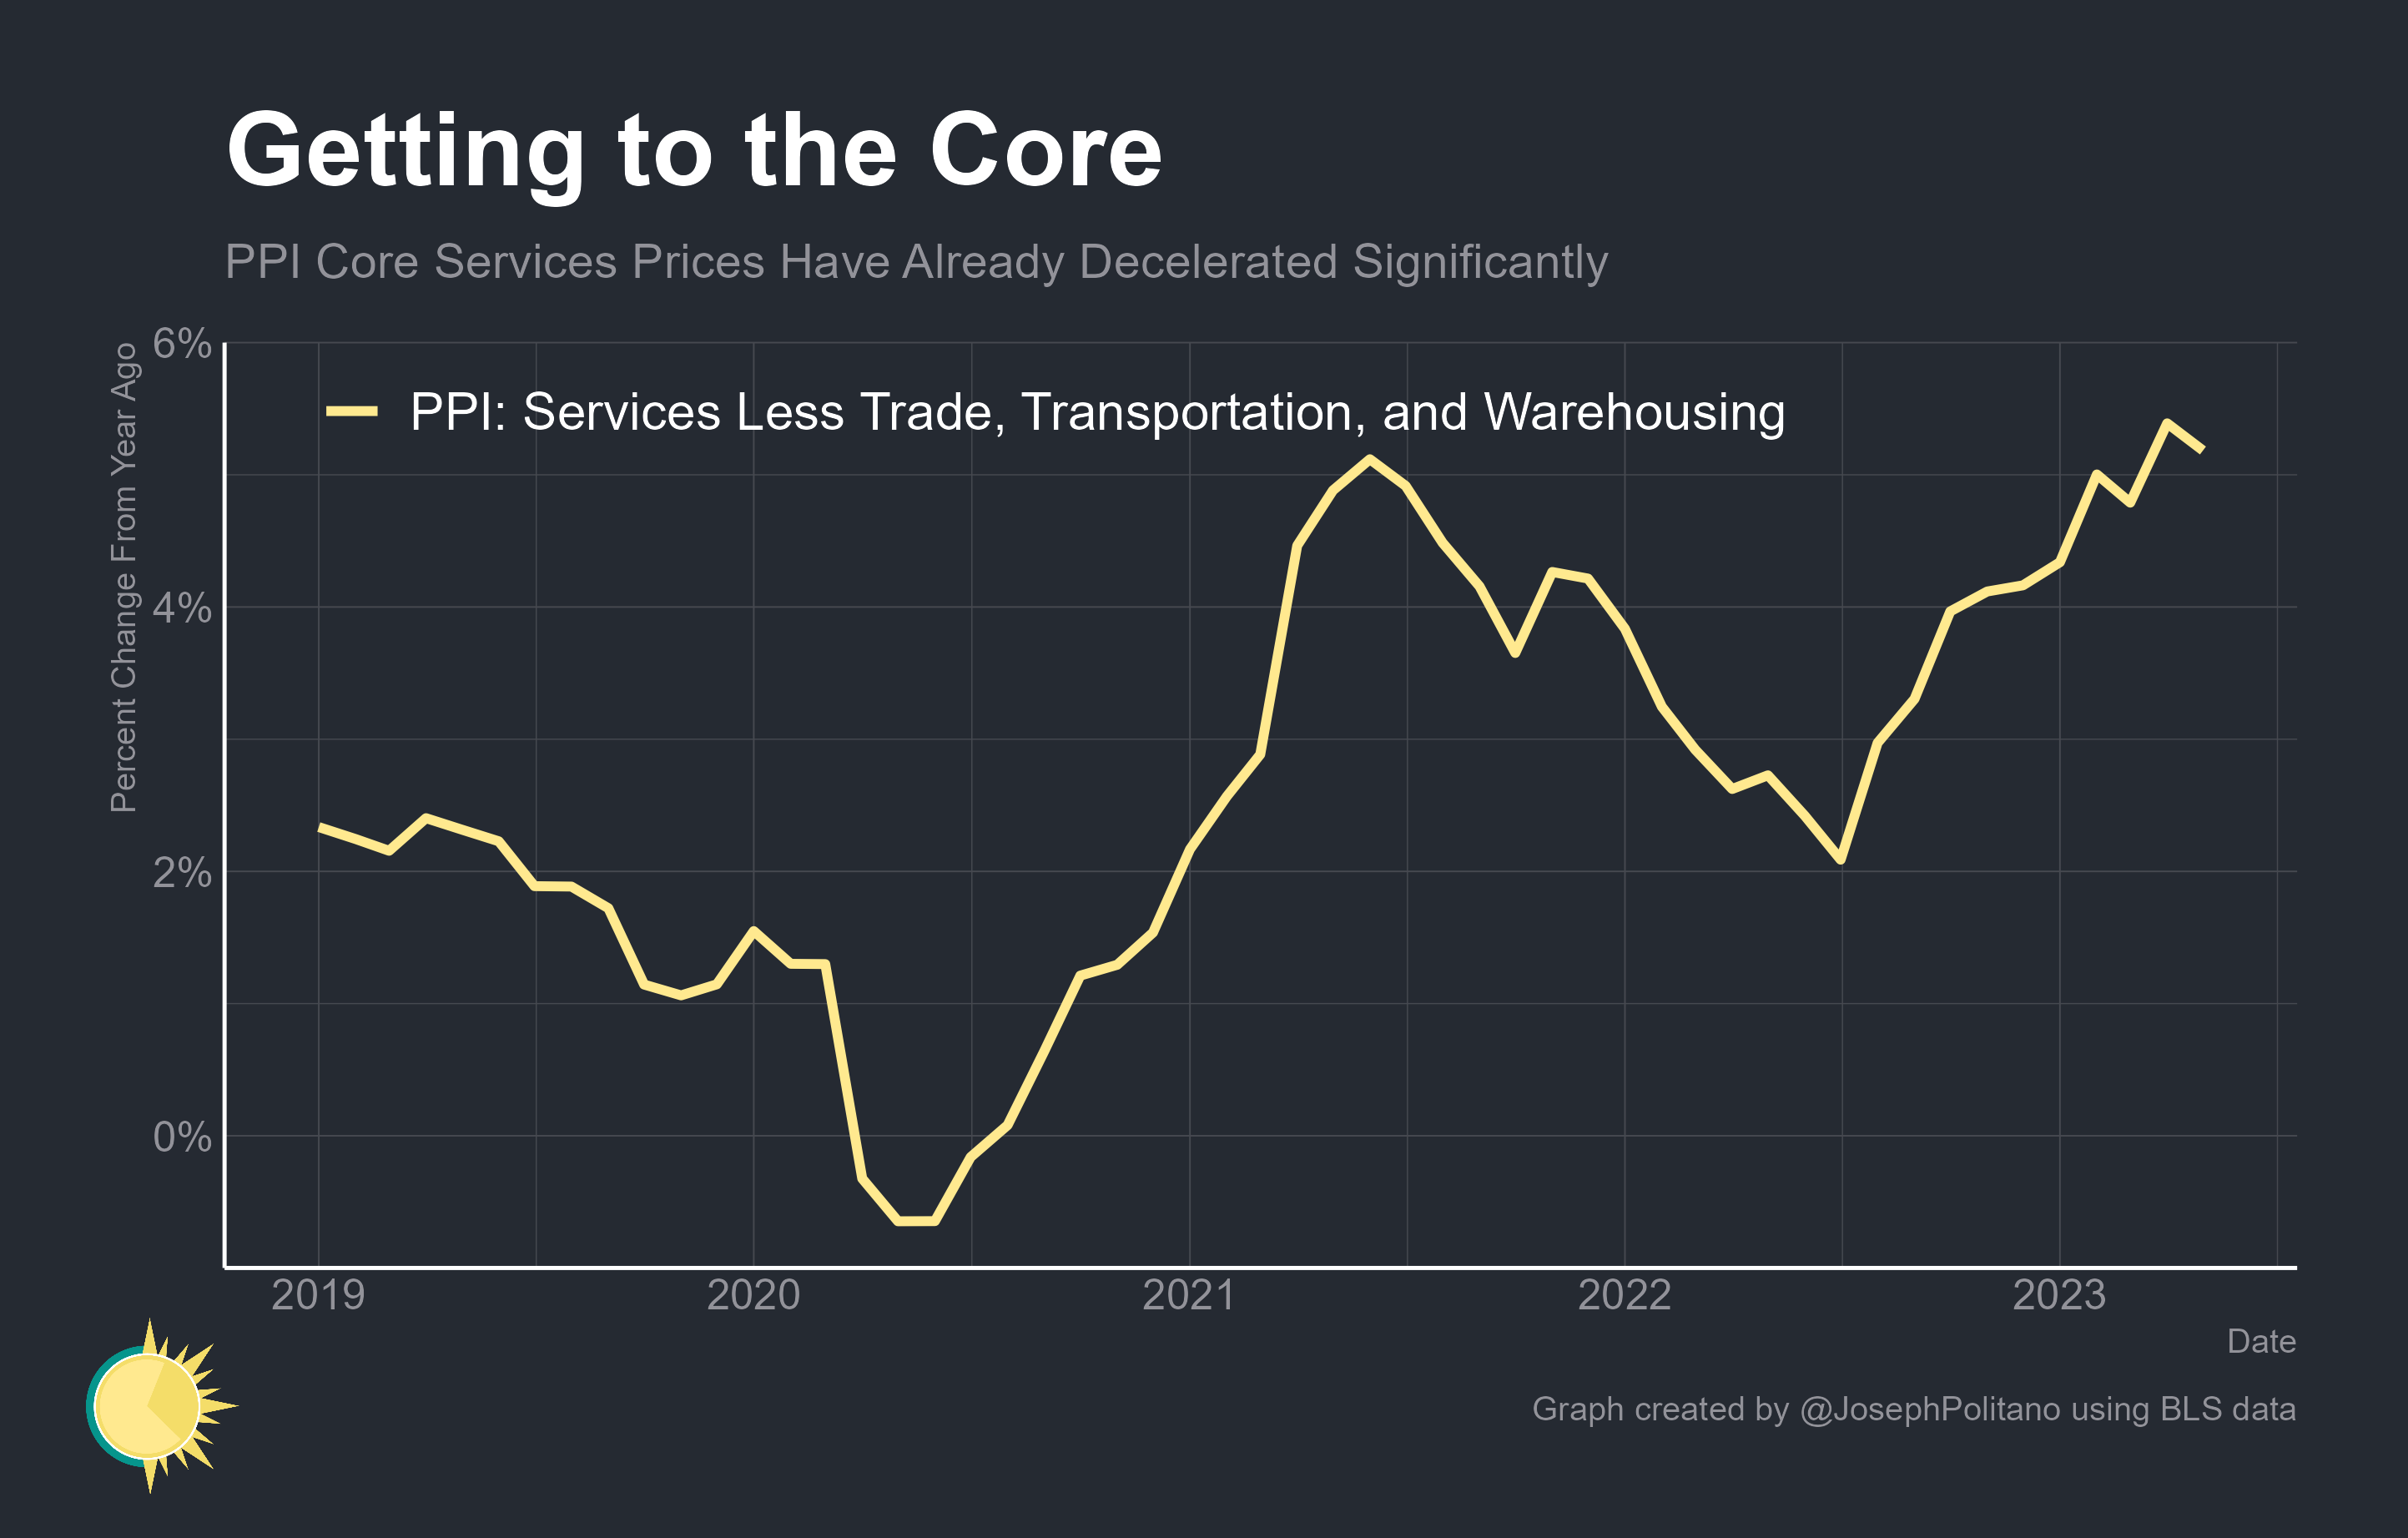 Getting to the Core
PPI Core Services Prices Have Already Decelerated Significantly
Percent Change From Year Ago
6%
4%
2%
0%
PPI: Services Less Trade, Transportation, and Warehousing
2019 2020 2021 2022 2023
Date
Graph created by @JosephPolitano using BLS data